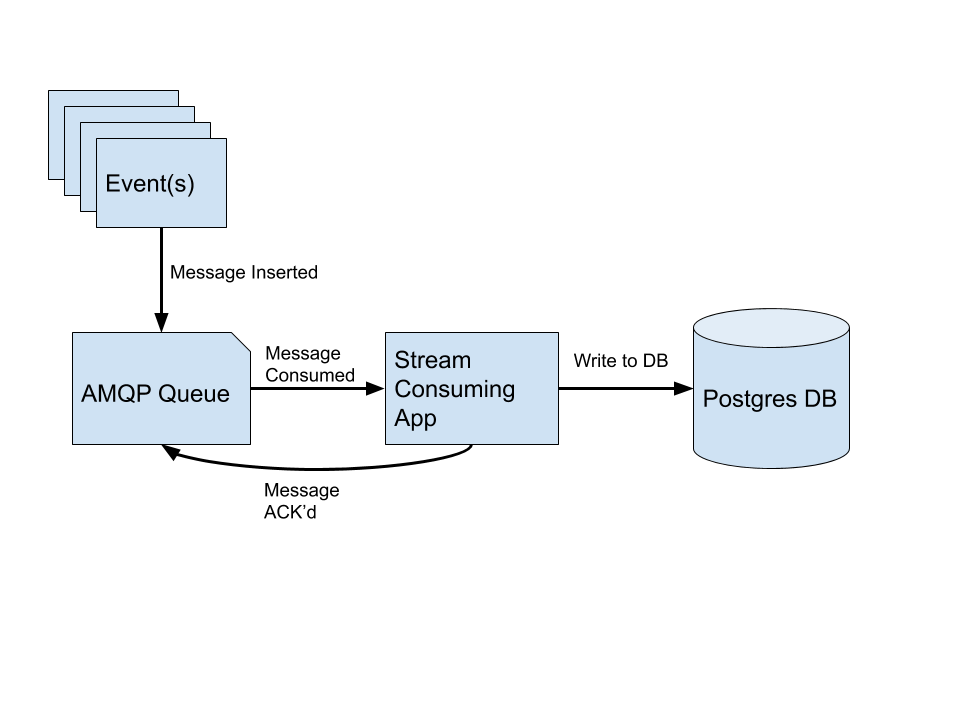 Event(s)
Message Inserted
AMQP Queue
Message
Consumed
Stream
Consuming
App
Write to DB
Postgres DB
Message
ACK’d